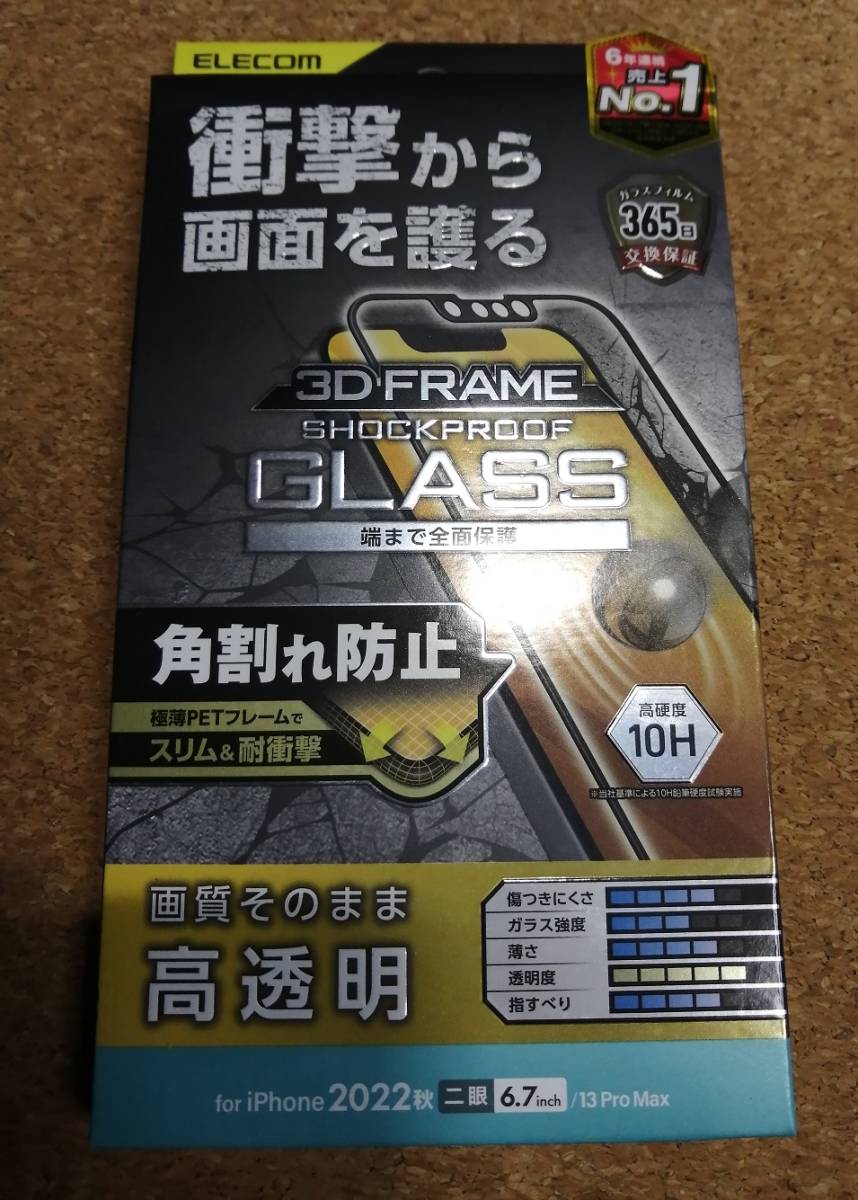 ELECOM
6年連続
売上
No.1
衝撃から
画面を護る
ガラスフィルム
365日
交換保証
3D FRAME
SHOCKPROOF
GLASS
端まで全面保護
角割れ防止
極薄PETフレームで
スリム&耐衝撃
高硬度
10H
※当社基準による10H鉛筆硬度試験実施
画質そのまま
高透明
傷つきにくさ
ガラス強度
薄さ
透明度
指すべり
for iPhone 2022秋 二眼 6.7inch /13 Pro Max